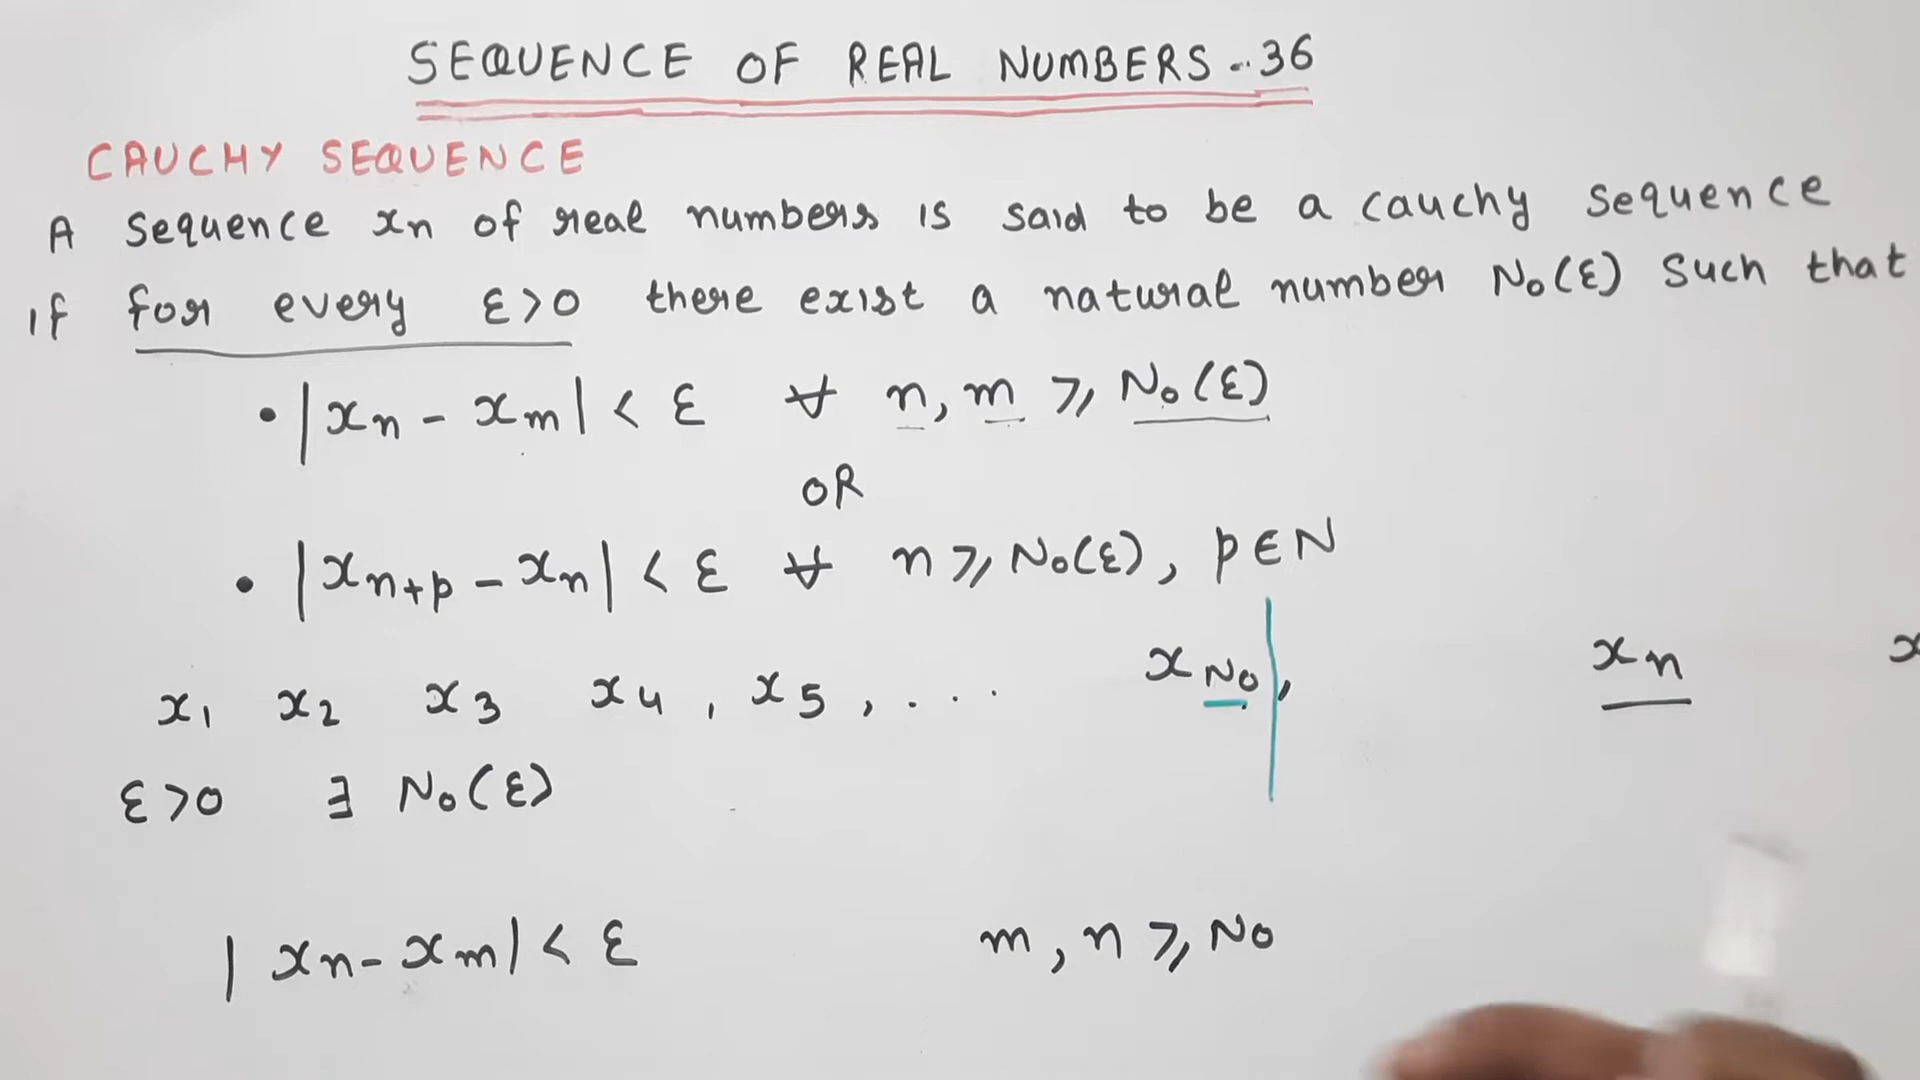 SEQUENCE OF REAL NUMBERS - 36
CAUCHY SEQUENCE
A sequence xn of real numbers is said to be a cauchy sequence
if for every ε>0 there exist a natural number N₀(ε) such that
• |xn - xm| < ε ∀ n, m ⩾ N₀(ε)
OR
• |xn+p - xn| < ε ∀ n ⩾ N₀(ε), p ∈ N
x₁ x₂ x₃ x₄ , x₅ , . . . xN₀ , xn x
ε>0 ∃ N₀(ε)
| xn - xm| < ε m , n ⩾ N₀